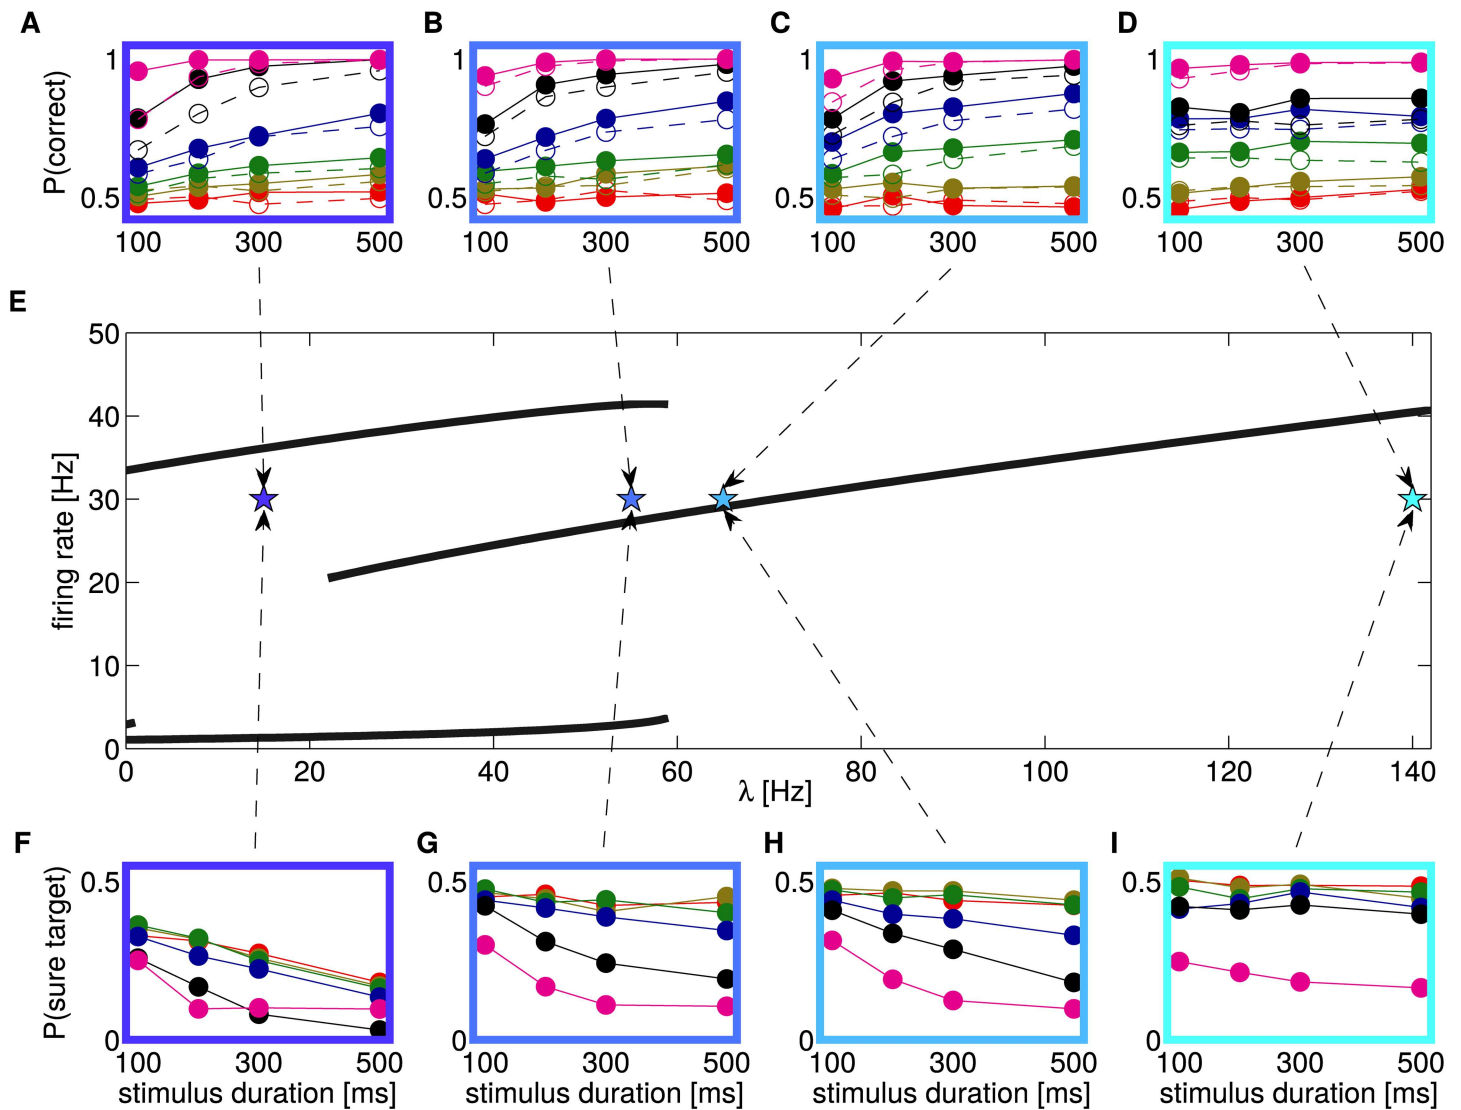 A B C D
P(correct)
1 1 1 1
0.5 0.5 0.5 0.5
100 300 500 100 300 500 100 300 500 100 300 500
E
firing rate [Hz]
50
40
30
20
10
0
0 20 40 60 80 100 120 140
λ [Hz]
F G H I
P(sure target)
0.5 0.5 0.5 0.5
0 0 0 0
100 300 500 100 300 500 100 300 500 100 300 500
stimulus duration [ms] stimulus duration [ms] stimulus duration [ms] stimulus duration [ms]